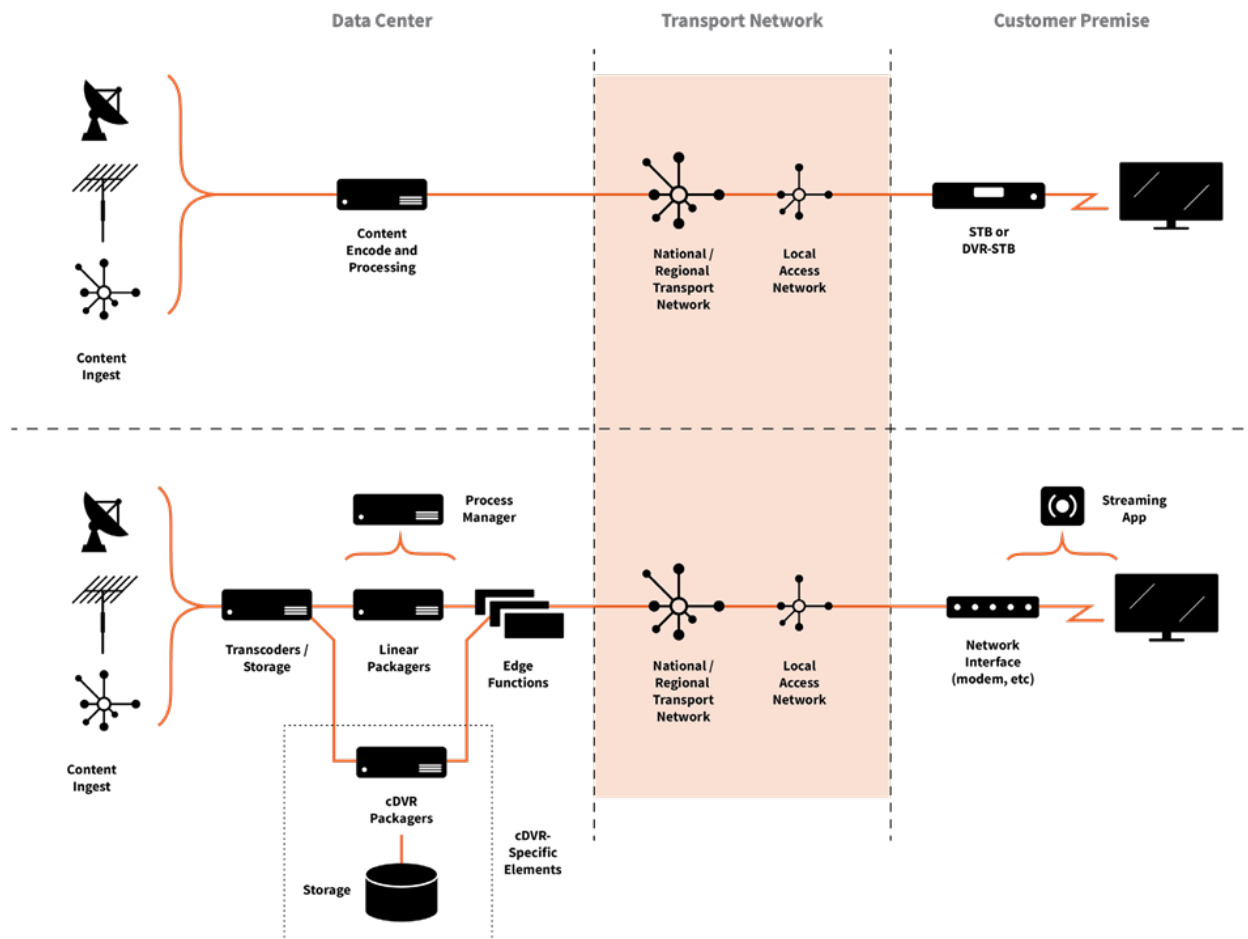 Data Center
Transport Network
Customer Premise
Content
Ingest
Content
Encode and
Processing
National /
Regional
Transport
Network
Local
Access
Network
STB or
DVR-STB
Process
Manager
Streaming
App
Content
Ingest
Transcoders /
Storage
Linear
Packagers
Edge
Functions
National /
Regional
Transport
Network
Local
Access
Network
Network
Interface
(modem, etc)
cDVR
Packagers
cDVR-
Specific
Elements
Storage